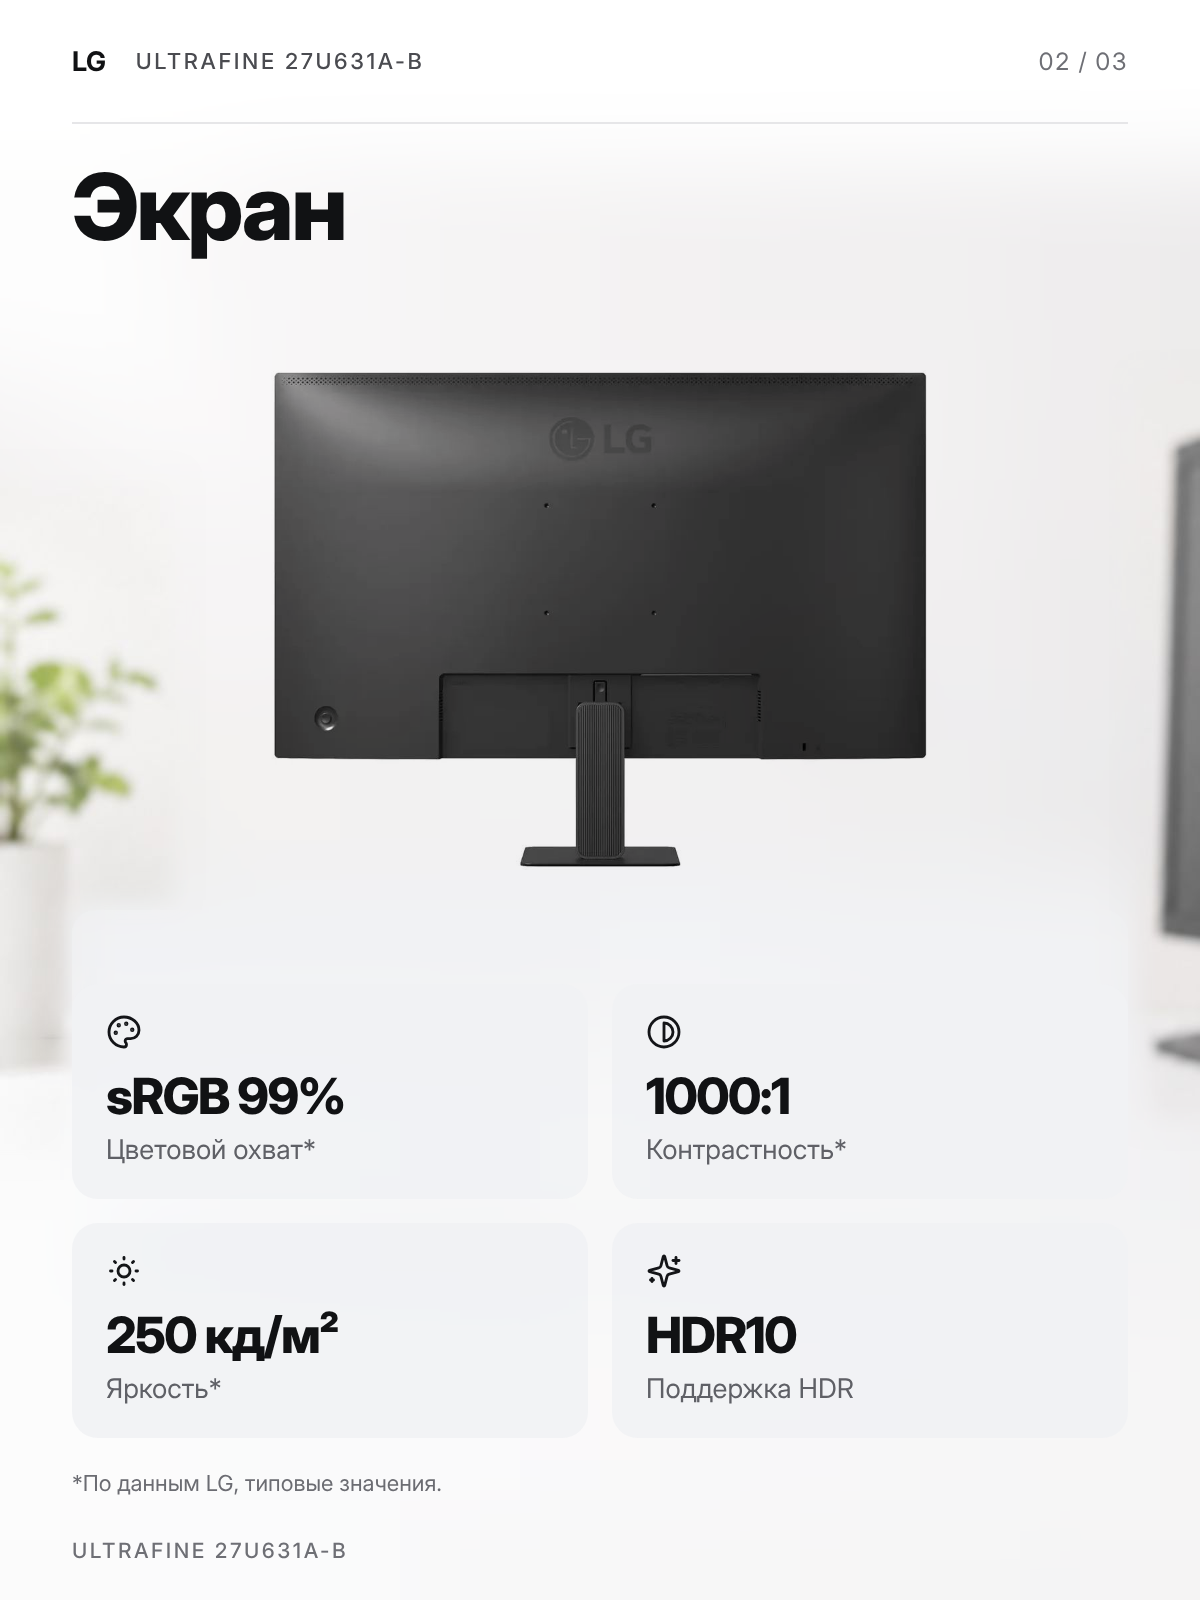 LG ULTRAFINE 27U631A-B 02 / 03
Экран
LG
sRGB 99%
Цветовой охват*
1000:1
Контрастность*
250 кд/м²
Яркость*
HDR10
Поддержка HDR
*По данным LG, типовые значения.
ULTRAFINE 27U631A-B